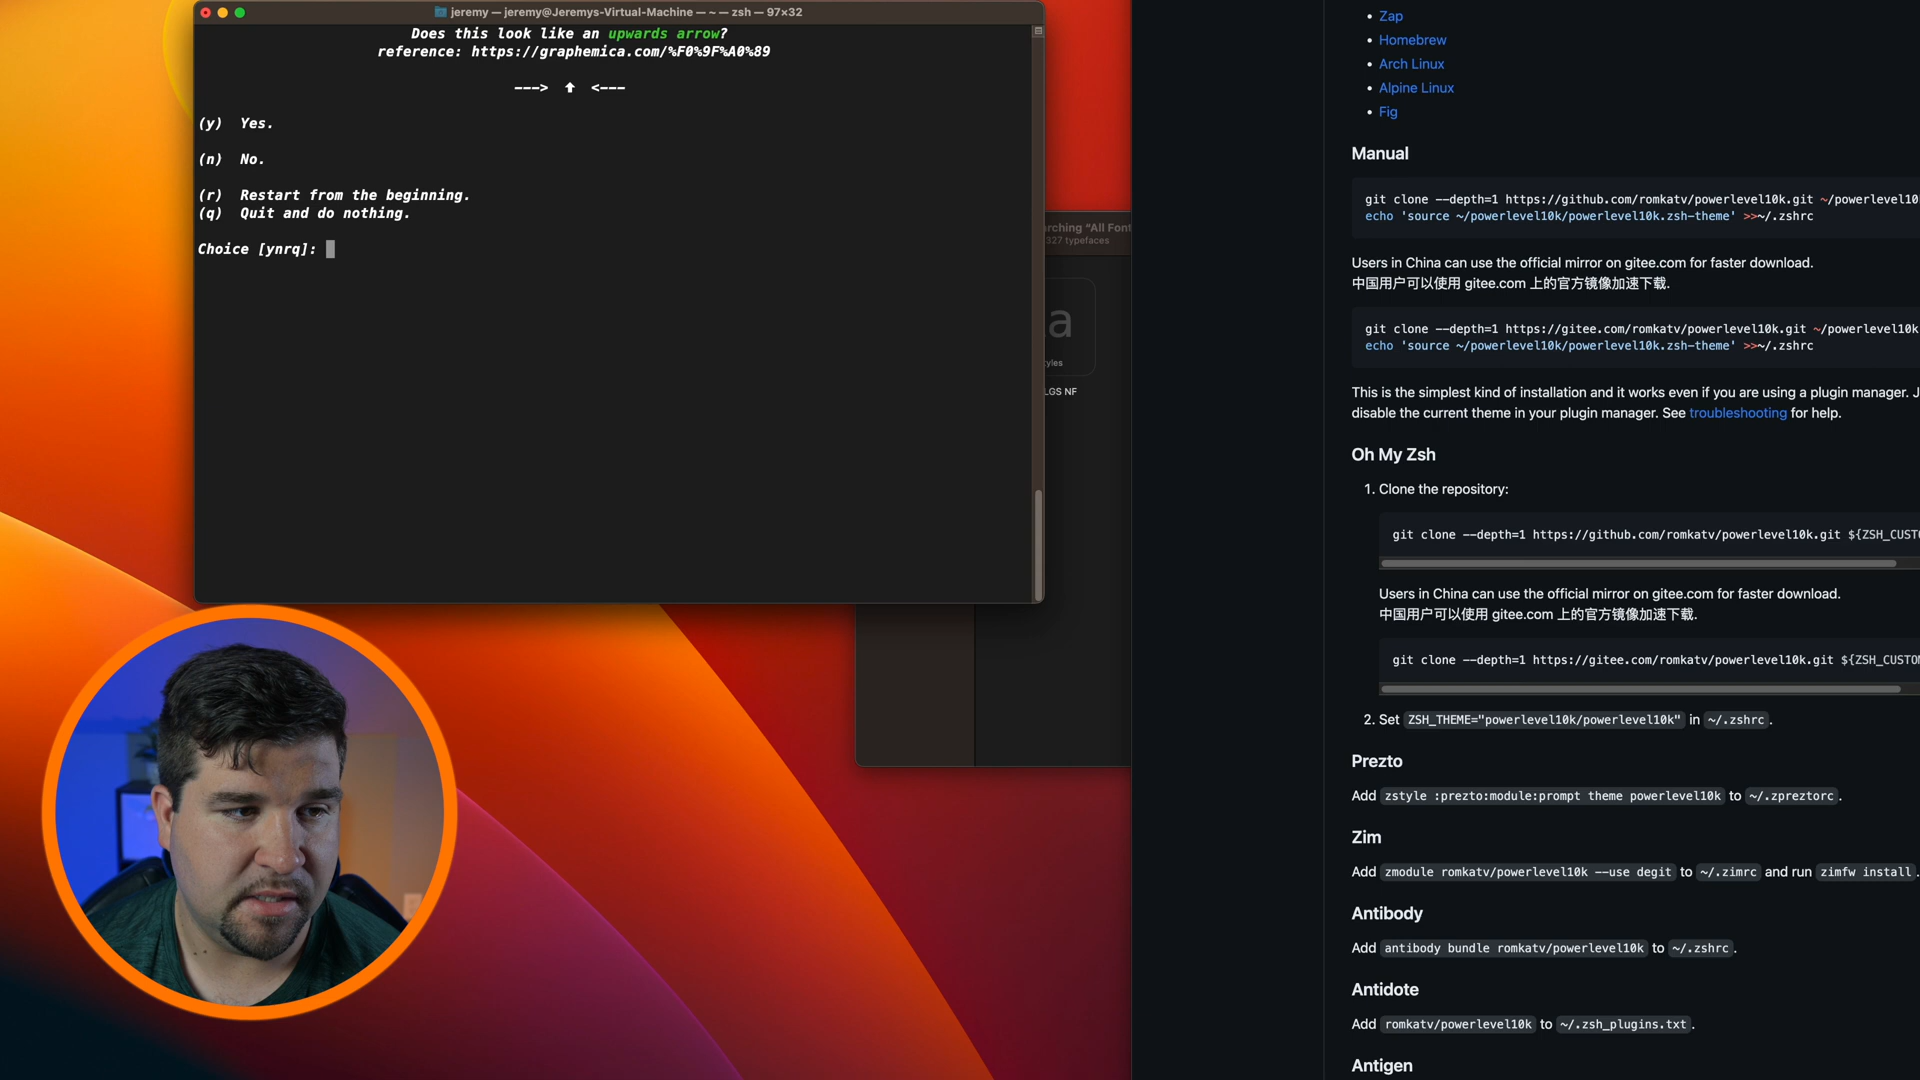 jeremy — jeremy@Jeremys-Virtual-Machine — ~ — zsh — 97×32
Does this look like an upwards arrow?
reference: https://graphemica.com/%F0%9F%A0%89
---> ⬆ <---
(y) Yes.
(n) No.
(r) Restart from the beginning.
(q) Quit and do nothing.
Choice [ynrq]:
arching “All Font
327 typefaces
a
tyles
LGS NF
• Zap
• Homebrew
• Arch Linux
• Alpine Linux
• Fig
Manual
git clone --depth=1 https://github.com/romkatv/powerlevel10k.git ~/powerlevel10
echo 'source ~/powerlevel10k/powerlevel10k.zsh-theme' >>~/.zshrc
Users in China can use the official mirror on gitee.com for faster download.
中国用户可以使用 gitee.com 上的官方镜像加速下载.
git clone --depth=1 https://gitee.com/romkatv/powerlevel10k.git ~/powerlevel10k
echo 'source ~/powerlevel10k/powerlevel10k.zsh-theme' >>~/.zshrc
This is the simplest kind of installation and it works even if you are using a plugin manager. J
disable the current theme in your plugin manager. See troubleshooting for help.
Oh My Zsh
1. Clone the repository:
git clone --depth=1 https://github.com/romkatv/powerlevel10k.git ${ZSH_CUSTO
Users in China can use the official mirror on gitee.com for faster download.
中国用户可以使用 gitee.com 上的官方镜像加速下载.
git clone --depth=1 https://gitee.com/romkatv/powerlevel10k.git ${ZSH_CUSTOM
2. Set ZSH_THEME="powerlevel10k/powerlevel10k" in ~/.zshrc.
Prezto
Add zstyle :prezto:module:prompt theme powerlevel10k to ~/.zpreztorc.
Zim
Add zmodule romkatv/powerlevel10k --use degit to ~/.zimrc and run zimfw install.
Antibody
Add antibody bundle romkatv/powerlevel10k to ~/.zshrc.
Antidote
Add romkatv/powerlevel10k to ~/.zsh_plugins.txt.
Antigen